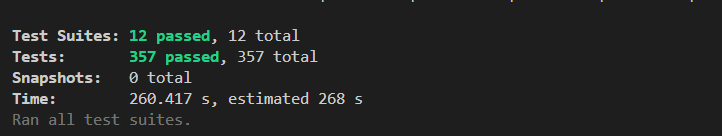 Test Suites: 12 passed, 12 total
Tests:       357 passed, 357 total
Snapshots:   0 total
Time:        260.417 s, estimated 268 s
Ran all test suites.